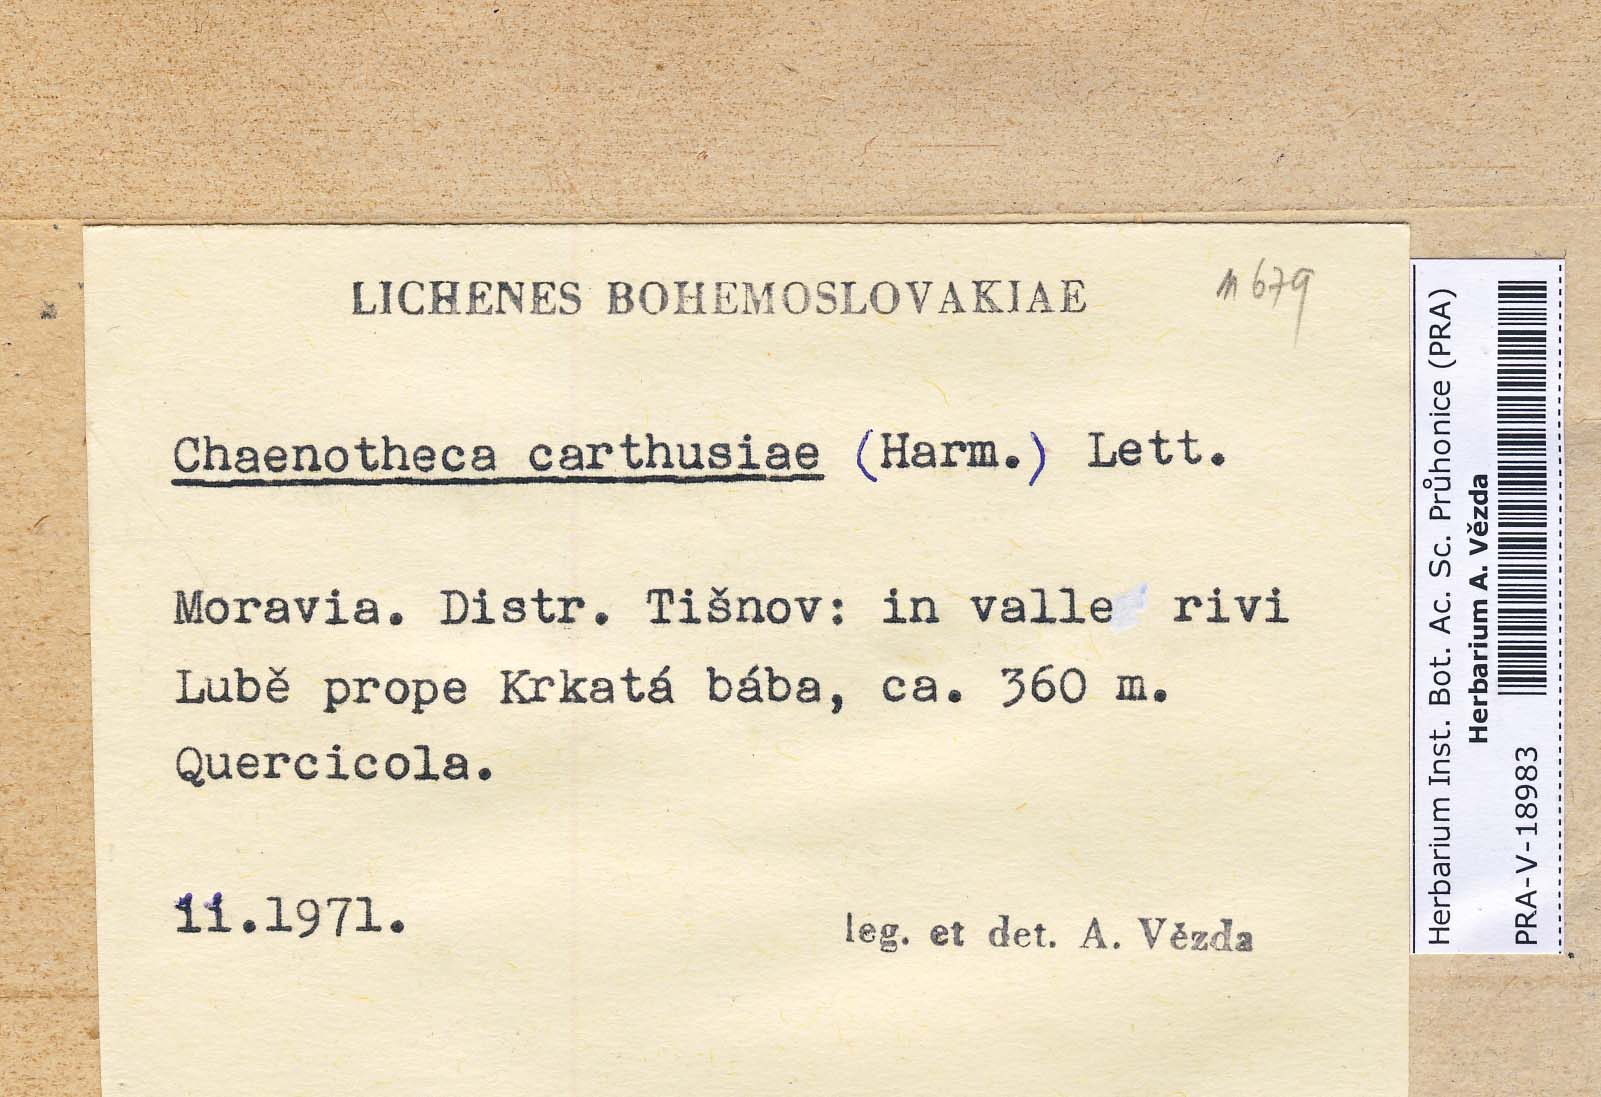 LICHENES BOHEMOSLOVAKIAE
n 679
Chaenotheca carthusiae (Harm.) Lett.
Moravia. Distr. Tišnov: in valle rivi
Lubě prope Krkatá bába, ca. 360 m.
Quercicola.
ii.1971.
leg. et det. A. Vězda
Herbarium Inst. Bot. Ac. Sc. Průhonice (PRA)
Herbarium A. Vězda
PRA-V-18983